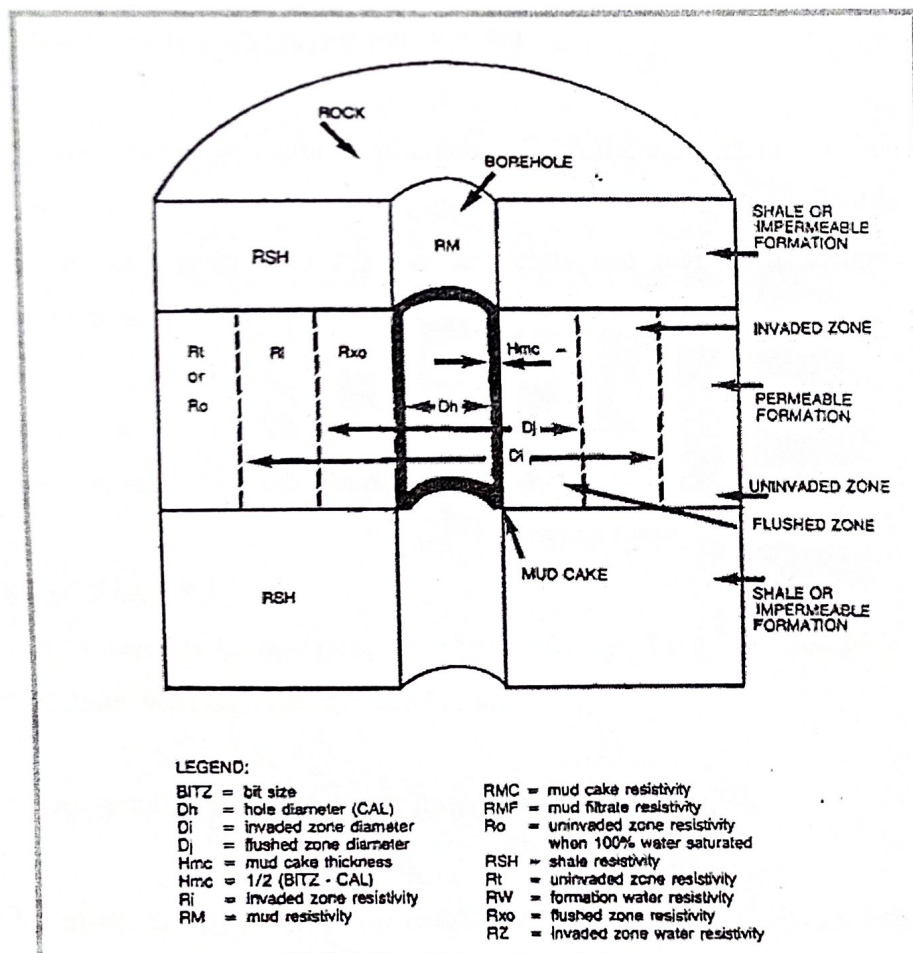 ROCK
BOREHOLE
RSH
RM
SHALE OR
IMPERMEABLE
FORMATION
INVADED ZONE
Rt
or
Ro
Ri
Rxo
Hmc
PERMEABLE
FORMATION
Dh
Dj
Di
UNINVADED ZONE
FLUSHED ZONE
MUD CAKE
RSH
SHALE OR
IMPERMEABLE
FORMATION
LEGEND:
BITZ = bit size
Dh = hole diameter (CAL)
Di = invaded zone diameter
Dj = flushed zone diameter
Hmc = mud cake thickness
Hmc = 1/2 (BITZ - CAL)
Ri = invaded zone resistivity
RM = mud resistivity
RMC = mud cake resistivity
RMF = mud filtrate resistivity
Ro = uninvaded zone resistivity
when 100% water saturated
RSH = shale resistivity
Rt = uninvaded zone resistivity
RW = formation water resistivity
Rxo = flushed zone resistivity
RZ = invaded zone water resistivity